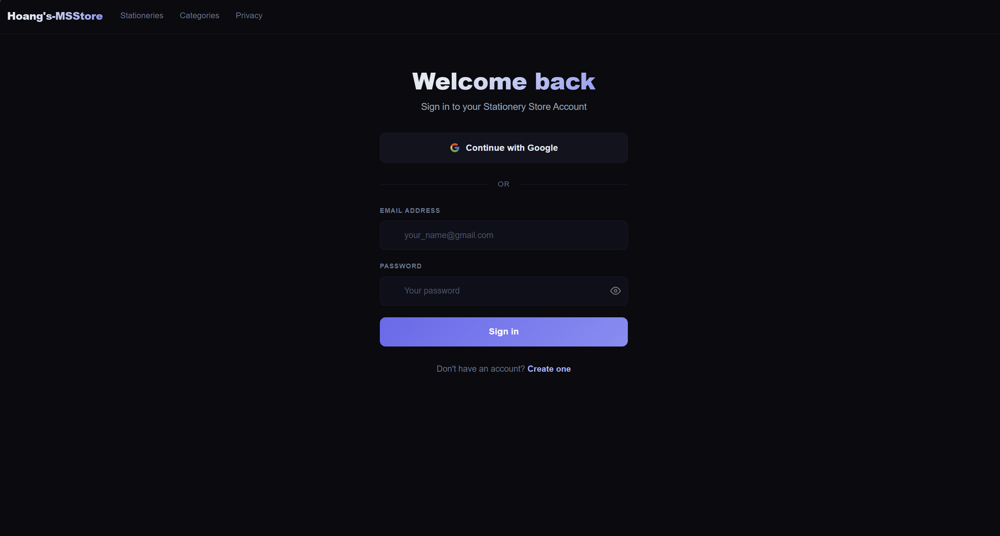 Hoang's-MSStore Stationeries Categories Privacy
Welcome back
Sign in to your Stationery Store Account
Continue with Google
OR
EMAIL ADDRESS
your_name@gmail.com
PASSWORD
Your password
Sign in
Don't have an account? Create one